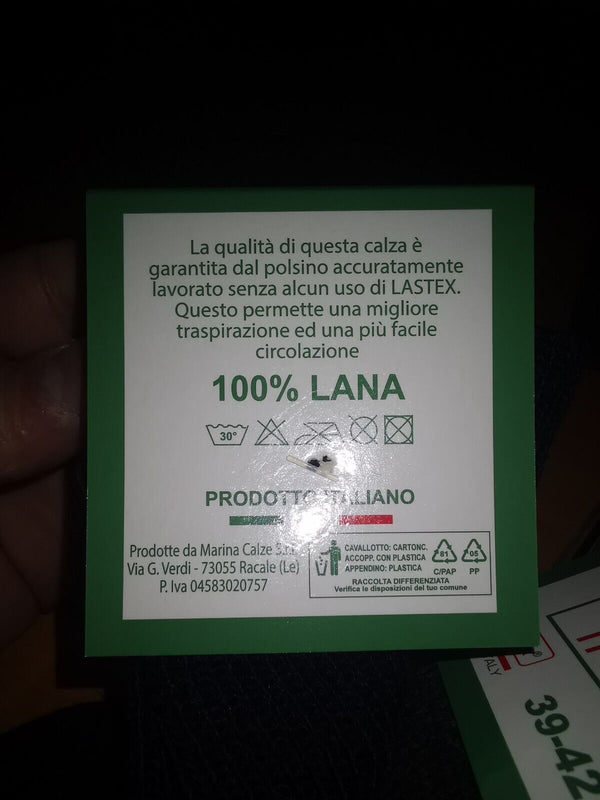 La qualità di questa calza è
garantita dal polsino accuratamente
lavorato senza alcun uso di LASTEX.
Questo permette una migliore
traspirazione ed una più facile
circolazione
100% LANA
30°
PRODOTTO ITALIANO
Prodotte da Marina Calze S.r.l.
Via G. Verdi - 73055 Racale (Le)
P. Iva 04583020757
CAVALLOTTO: CARTONC.
ACCOPP. CON PLASTICA
APPENDINO: PLASTICA
81
C/PAP
05
PP
RACCOLTA DIFFERENZIATA
Verifica le disposizioni del tuo comune
®
39-42